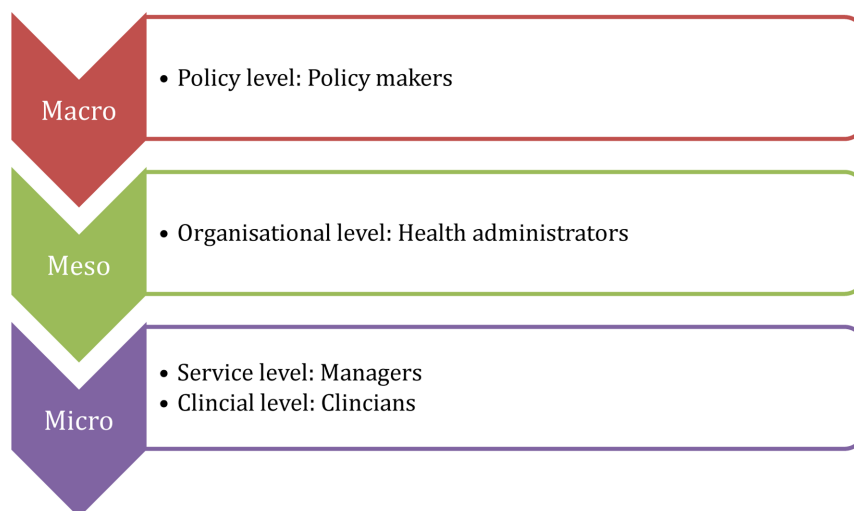 Macro
• Policy level: Policy makers
Meso
• Organisational level: Health administrators
Micro
• Service level: Managers
• Clincial level: Clincians